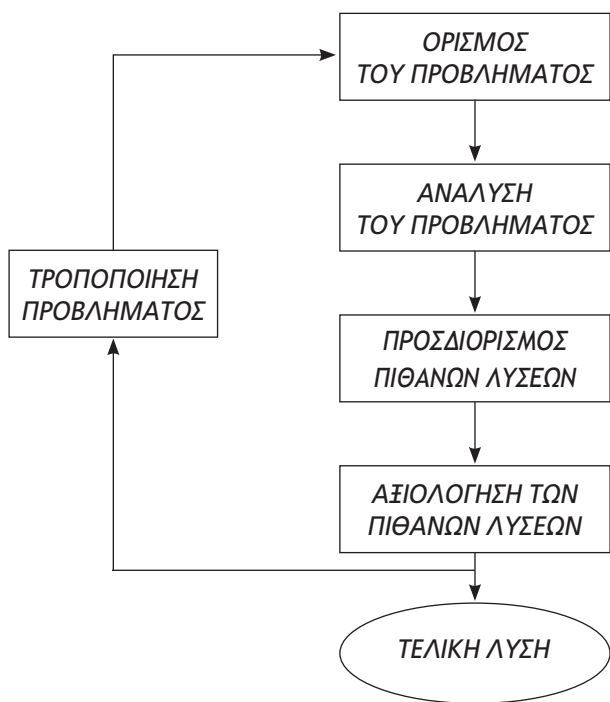 ΟΡΙΣΜΟΣ
ΤΟΥ ΠΡΟΒΛΗΜΑΤΟΣ
ΑΝΑΛΥΣΗ
ΤΟΥ ΠΡΟΒΛΗΜΑΤΟΣ
ΤΡΟΠΟΠΟΙΗΣΗ
ΠΡΟΒΛΗΜΑΤΟΣ
ΠΡΟΣΔΙΟΡΙΣΜΟΣ
ΠΙΘΑΝΩΝ ΛΥΣΕΩΝ
ΑΞΙΟΛΟΓΗΣΗ ΤΩΝ
ΠΙΘΑΝΩΝ ΛΥΣΕΩΝ
ΤΕΛΙΚΗ ΛΥΣΗ